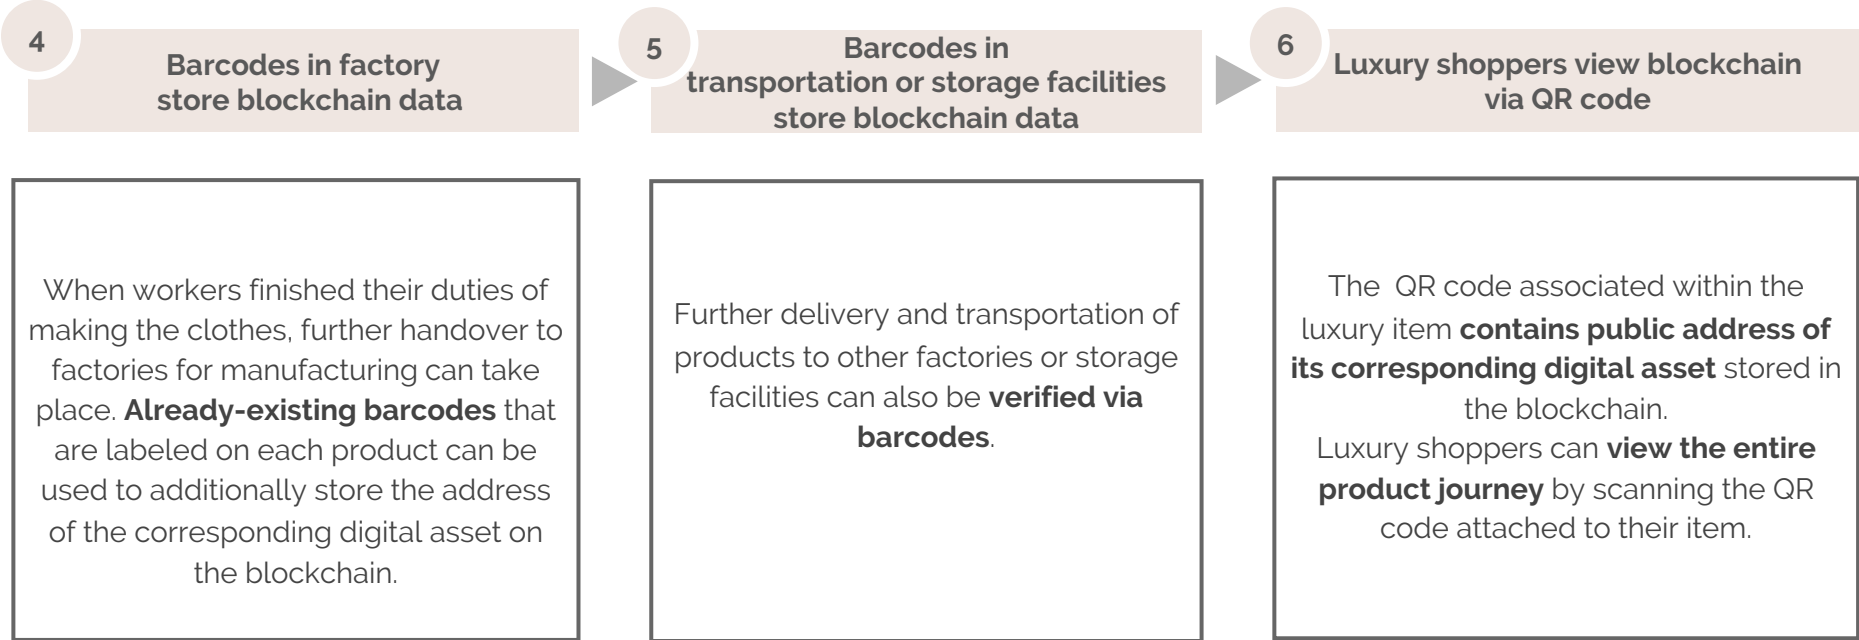 4
Barcodes in factory
store blockchain data
When workers finished their duties of
making the clothes, further handover to
factories for manufacturing can take
place. Already-existing barcodes that
are labeled on each product can be
used to additionally store the address
of the corresponding digital asset on
the blockchain.
5
Barcodes in
transportation or storage facilities
store blockchain data
Further delivery and transportation of
products to other factories or storage
facilities can also be verified via
barcodes.
6
Luxury shoppers view blockchain
via QR code
The QR code associated within the
luxury item contains public address of
its corresponding digital asset stored in
the blockchain.
Luxury shoppers can view the entire
product journey by scanning the QR
code attached to their item.